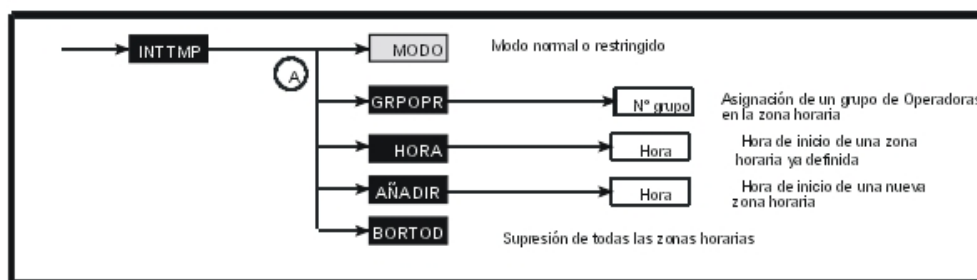 INTTMP
MODO
Modo normal o restringido
A
GRPOPR
N° grupo
Asignación de un grupo de Operadoras
en la zona horaria
HORA
Hora
Hora de inicio de una zona
horaria ya definida
AÑADIR
Hora
Hora de inicio de una nueva
zona horaria
BORTOD
Supresión de todas las zonas horarias